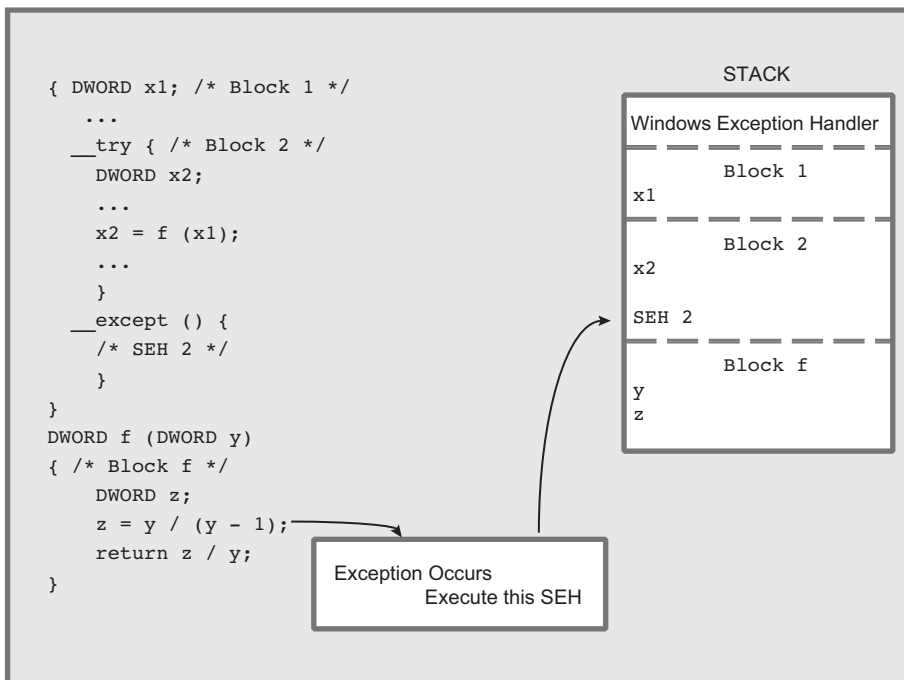 { DWORD x1; /* Block 1 */
...
__try { /* Block 2 */
DWORD x2;
...
x2 = f (x1);
...
}
__except () {
/* SEH 2 */
}
}
DWORD f (DWORD y)
{ /* Block f */
DWORD z;
z = y / (y - 1);
return z / y;
}
Exception Occurs
Execute this SEH
STACK
Windows Exception Handler
Block 1
x1
Block 2
x2
SEH 2
Block f
y
z